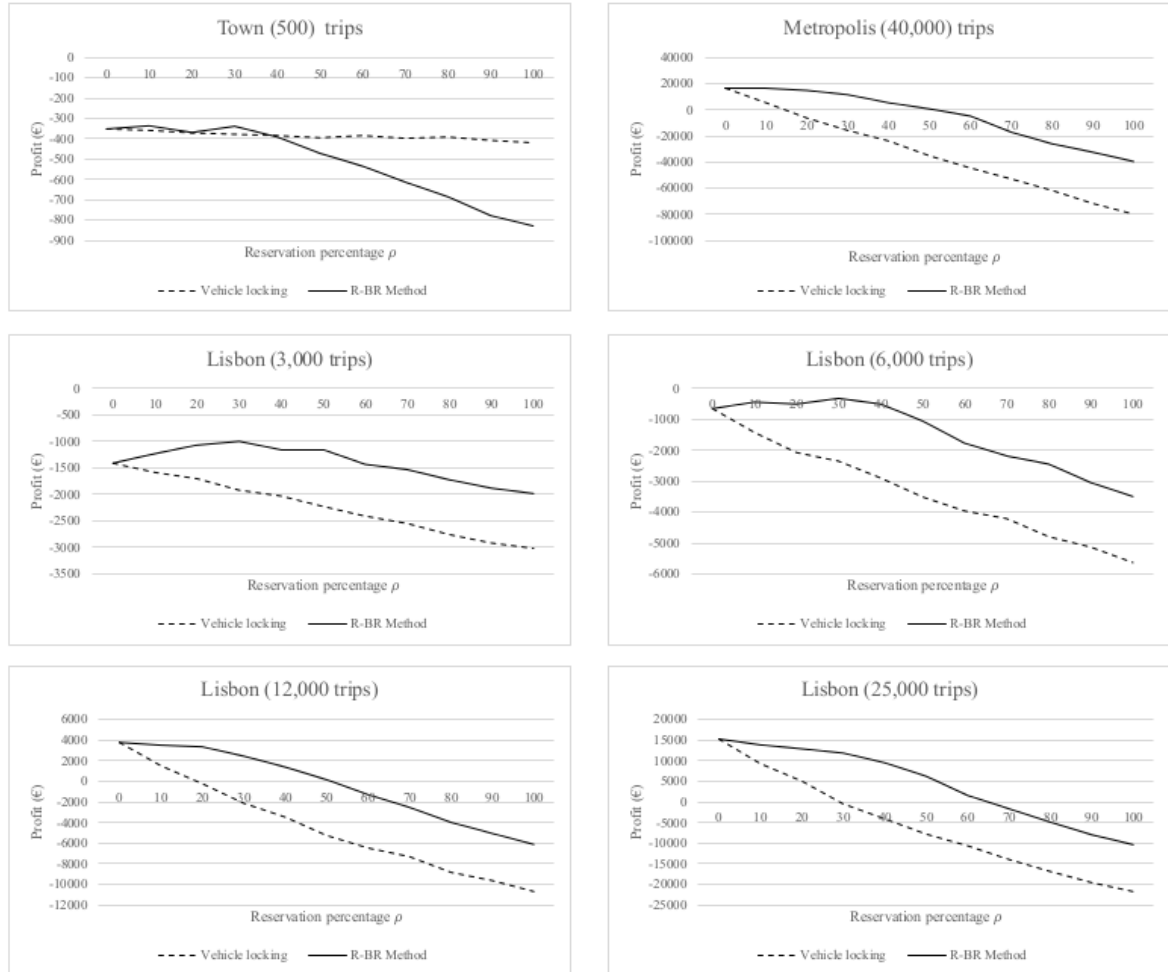 Town (500) trips
0
-100
-200
-300
-400
-500
-600
-700
-800
-900
0 10 20 30 40 50 60 70 80 90 100
Profit (€)
Reservation percentage ρ
Vehicle locking R-BR Method
Metropolis (40,000) trips
40000
20000
0
-20000
-40000
-60000
-80000
-100000
0 10 20 30 40 50 60 70 80 90 100
Profit (€)
Reservation percentage ρ
Vehicle locking R-BR Method
Lisbon (3,000 trips)
0
-500
-1000
-1500
-2000
-2500
-3000
-3500
0 10 20 30 40 50 60 70 80 90 100
Profit (€)
Reservation percentage ρ
Vehicle locking R-BR Method
Lisbon (6,000 trips)
0
-1000
-2000
-3000
-4000
-5000
-6000
0 10 20 30 40 50 60 70 80 90 100
Profit (€)
Reservation percentage ρ
Vehicle locking R-BR Method
Lisbon (12,000 trips)
6000
4000
2000
0
-2000
-4000
-6000
-8000
-10000
-12000
0 10 20 30 40 50 60 70 80 90 100
Profit (€)
Reservation percentage ρ
Vehicle locking R-BR Method
Lisbon (25,000 trips)
20000
15000
10000
5000
0
-5000
-10000
-15000
-20000
-25000
0 10 20 30 40 50 60 70 80 90 100
Profit (€)
Reservation percentage ρ
Vehicle locking R-BR Method